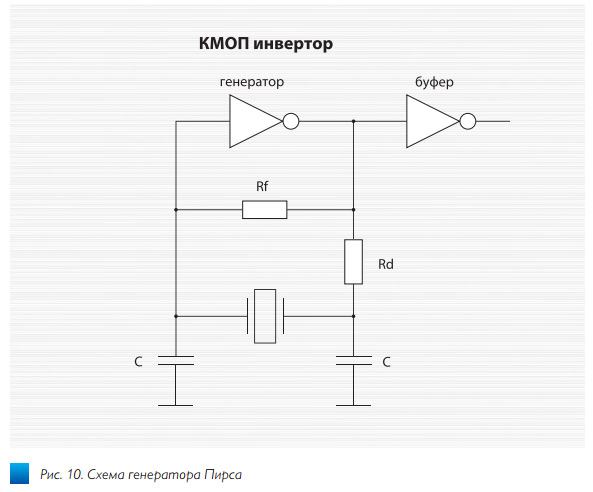 КМОП инвертор
генератор
буфер
Rf
Rd
C
C
Рис. 10. Схема генератора Пирса